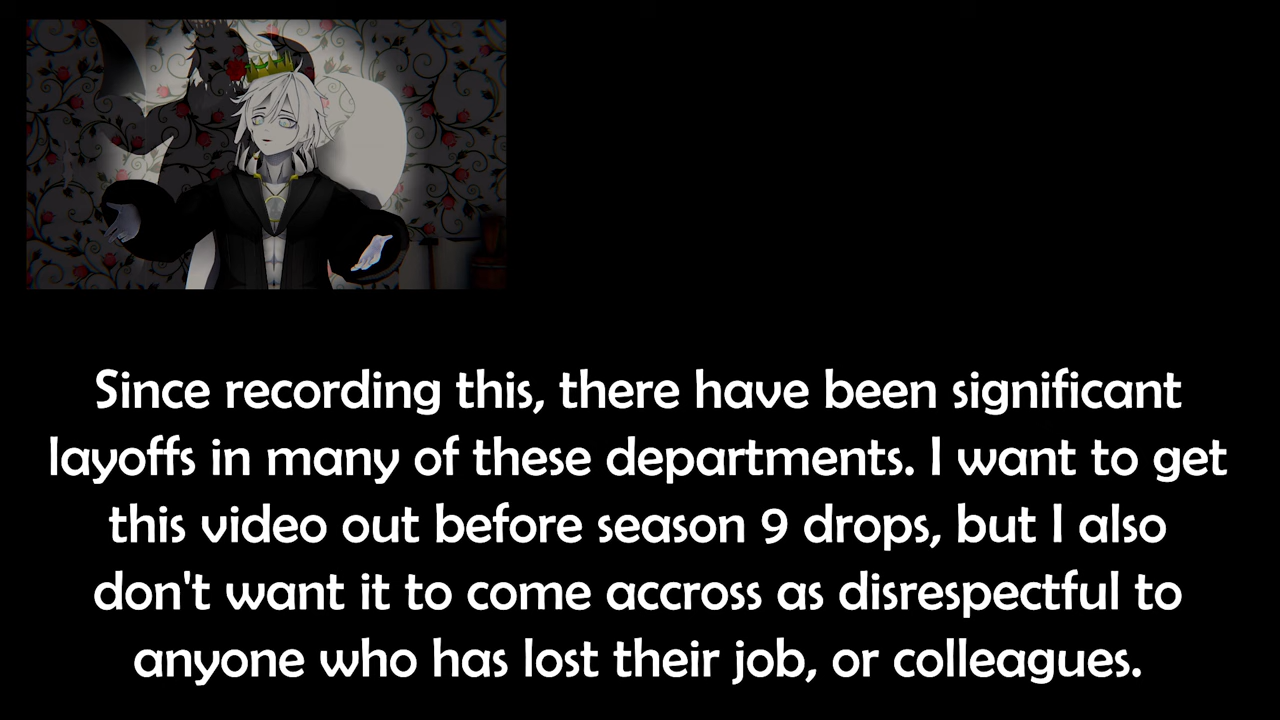 Since recording this, there have been significant
layoffs in many of these departments. I want to get
this video out before season 9 drops, but I also
don't want it to come accross as disrespectful to
anyone who has lost their job, or colleagues.